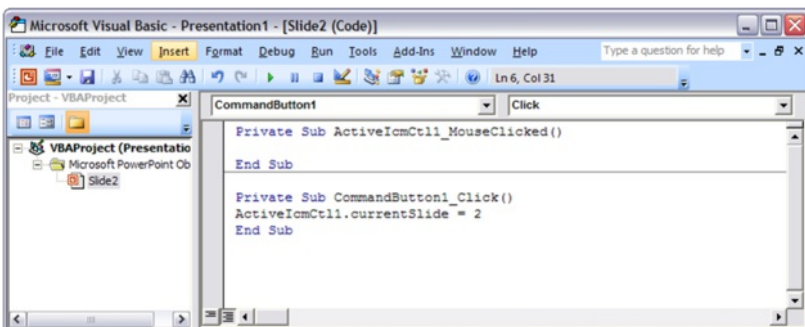 Microsoft Visual Basic - Presentation1 - [Slide2 (Code)]
File Edit View Insert Format Debug Run Tools Add-Ins Window Help Type a question for help
Ln 6, Col 31
Project - VBAProject
CommandButton1 Click
VBAProject (Presentatio
Microsoft PowerPoint Ob
Slide2
Private Sub ActiveIcmCtl1_MouseClicked()
End Sub
Private Sub CommandButton1_Click()
ActiveIcmCtl1.currentSlide = 2
End Sub